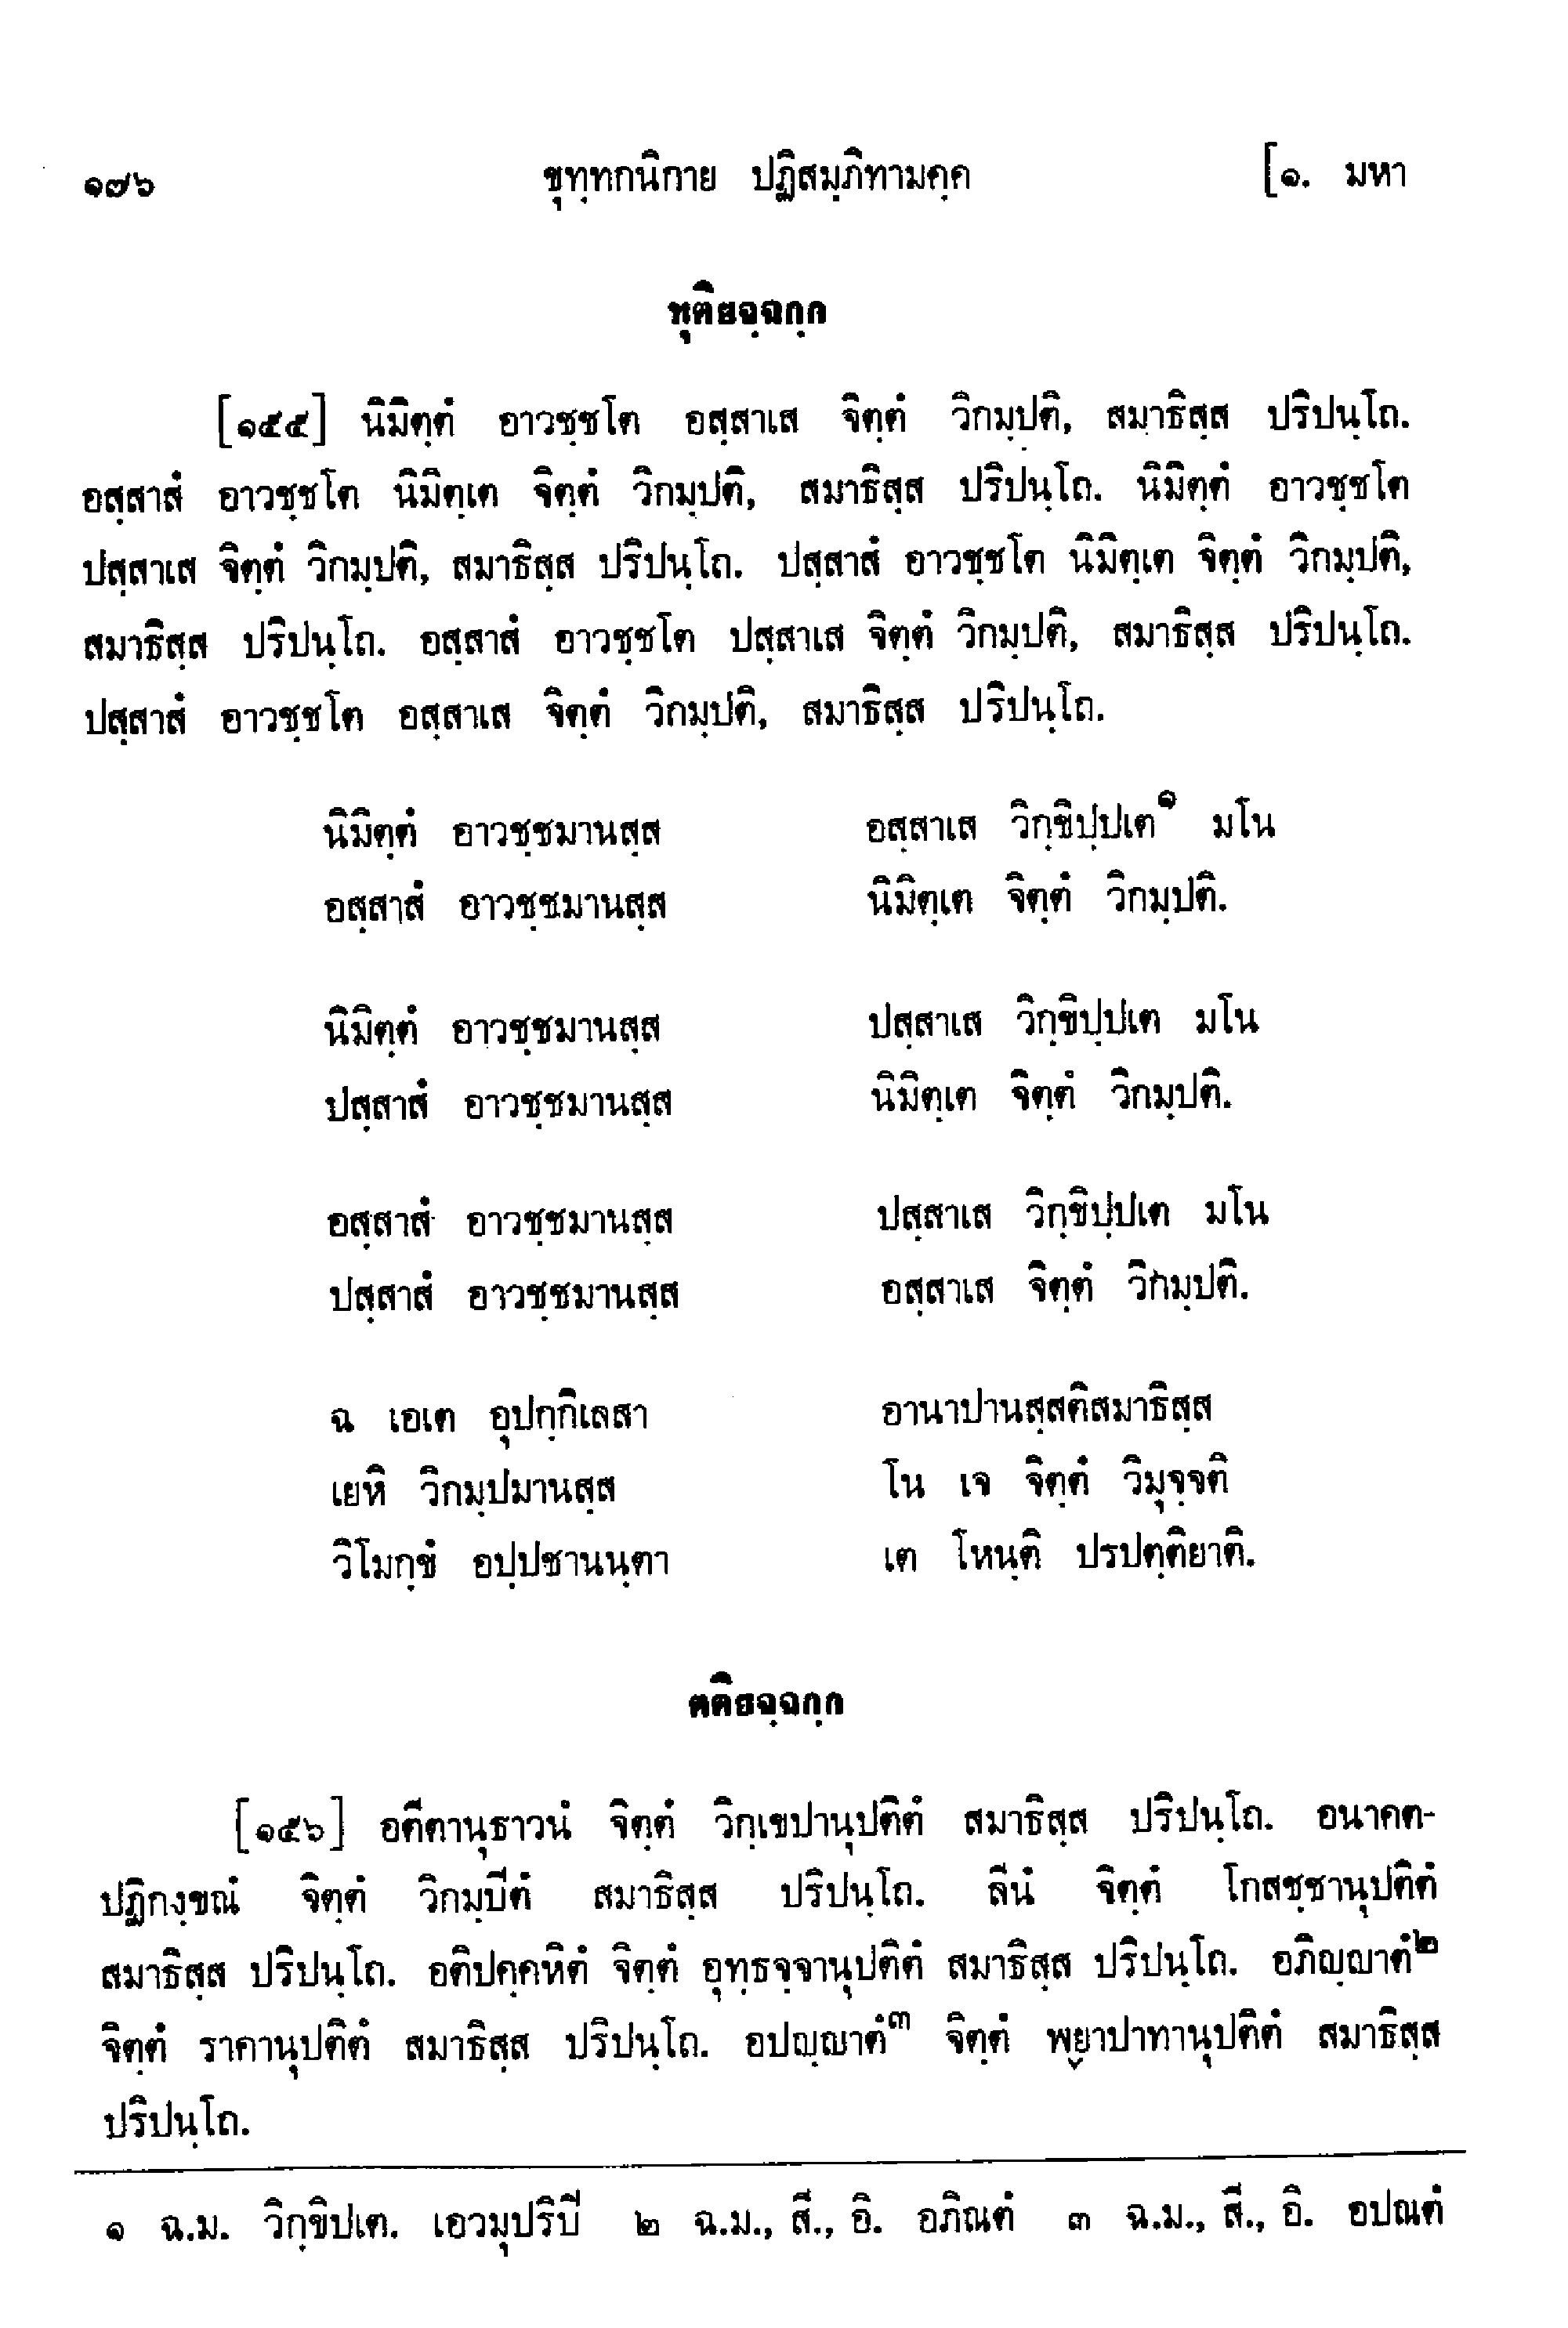 ๑๗๖ ขุทฺทกนิกาย ปฏิสมฺภิทามคฺค [๑. มหา
ทุติยจฺฉกฺก
[๑๕๕] นิมิตฺตํ อาวชฺชโต อสฺสาเส จิตฺตํ วิกมฺปติ, สมาธิสฺส ปริปนฺโถ.
อสฺสาสํ อาวชฺชโต นิมิตฺเต จิตฺตํ วิกมฺปติ, สมาธิสฺส ปริปนฺโถ. นิมิตฺตํ อาวชฺชโต
ปสฺสาเส จิตฺตํ วิกมฺปติ, สมาธิสฺส ปริปนฺโถ. ปสฺสาสํ อาวชฺชโต นิมิตฺเต จิตฺตํ วิกมฺปติ,
สมาธิสฺส ปริปนฺโถ. อสฺสาสํ อาวชฺชโต ปสฺสาเส จิตฺตํ วิกมฺปติ, สมาธิสฺส ปริปนฺโถ.
ปสฺสาสํ อาวชฺชโต อสฺสาเส จิตฺตํ วิกมฺปติ, สมาธิสฺส ปริปนฺโถ.
นิมิตฺตํ อาวชฺชมานสฺส อสฺสาเส วิกฺขิปฺปเต๑ มโน
อสฺสาสํ อาวชฺชมานสฺส นิมิตฺเต จิตฺตํ วิกมฺปติ.
นิมิตฺตํ อาวชฺชมานสฺส ปสฺสาเส วิกฺขิปฺปเต มโน
ปสฺสาสํ อาวชฺชมานสฺส นิมิตฺเต จิตฺตํ วิกมฺปติ.
อสฺสาสํ อาวชฺชมานสฺส ปสฺสาเส วิกฺขิปฺปเต มโน
ปสฺสาสํ อาวชฺชมานสฺส อสฺสาเส จิตฺตํ วิกมฺปติ.
ฉ เอเต อุปกฺกิเลสา อานาปานสฺสติสมาธิสฺส
เยหิ วิกมฺปมานสฺส โน เจ จิตฺตํ วิมุจฺจติ
วิโมกฺขํ อปฺปชานนฺตา เต โหนฺติ ปรปตฺติยาติ.
ตติยจฺฉกฺก
[๑๕๖] อตีตานุธาวนํ จิตฺตํ วิกฺเขปานุปติตํ สมาธิสฺส ปริปนฺโถ. อนาคต-
ปฏิกงฺขณํ จิตฺตํ วิกมฺปีตํ สมาธิสฺส ปริปนฺโถ. ลีนํ จิตฺตํ โกสชฺชานุปติตํ
สมาธิสฺส ปริปนฺโถ. อติปคฺคหิตํ จิตฺตํ อุทฺธจฺจานุปติตํ สมาธิสฺส ปริปนฺโถ. อภิญฺญาตํ๒
จิตฺตํ ราคานุปติตํ สมาธิสฺส ปริปนฺโถ. อปญฺญาตํ๓ จิตฺตํ พฺยาปาทานุปติตํ สมาธิสฺส
ปริปนฺโถ.
๑ ฉ.ม. วิกฺขิปเต. เอวมุปริปี ๒ ฉ.ม., สี., อิ. อภิณตํ ๓ ฉ.ม., สี., อิ. อปณตํ